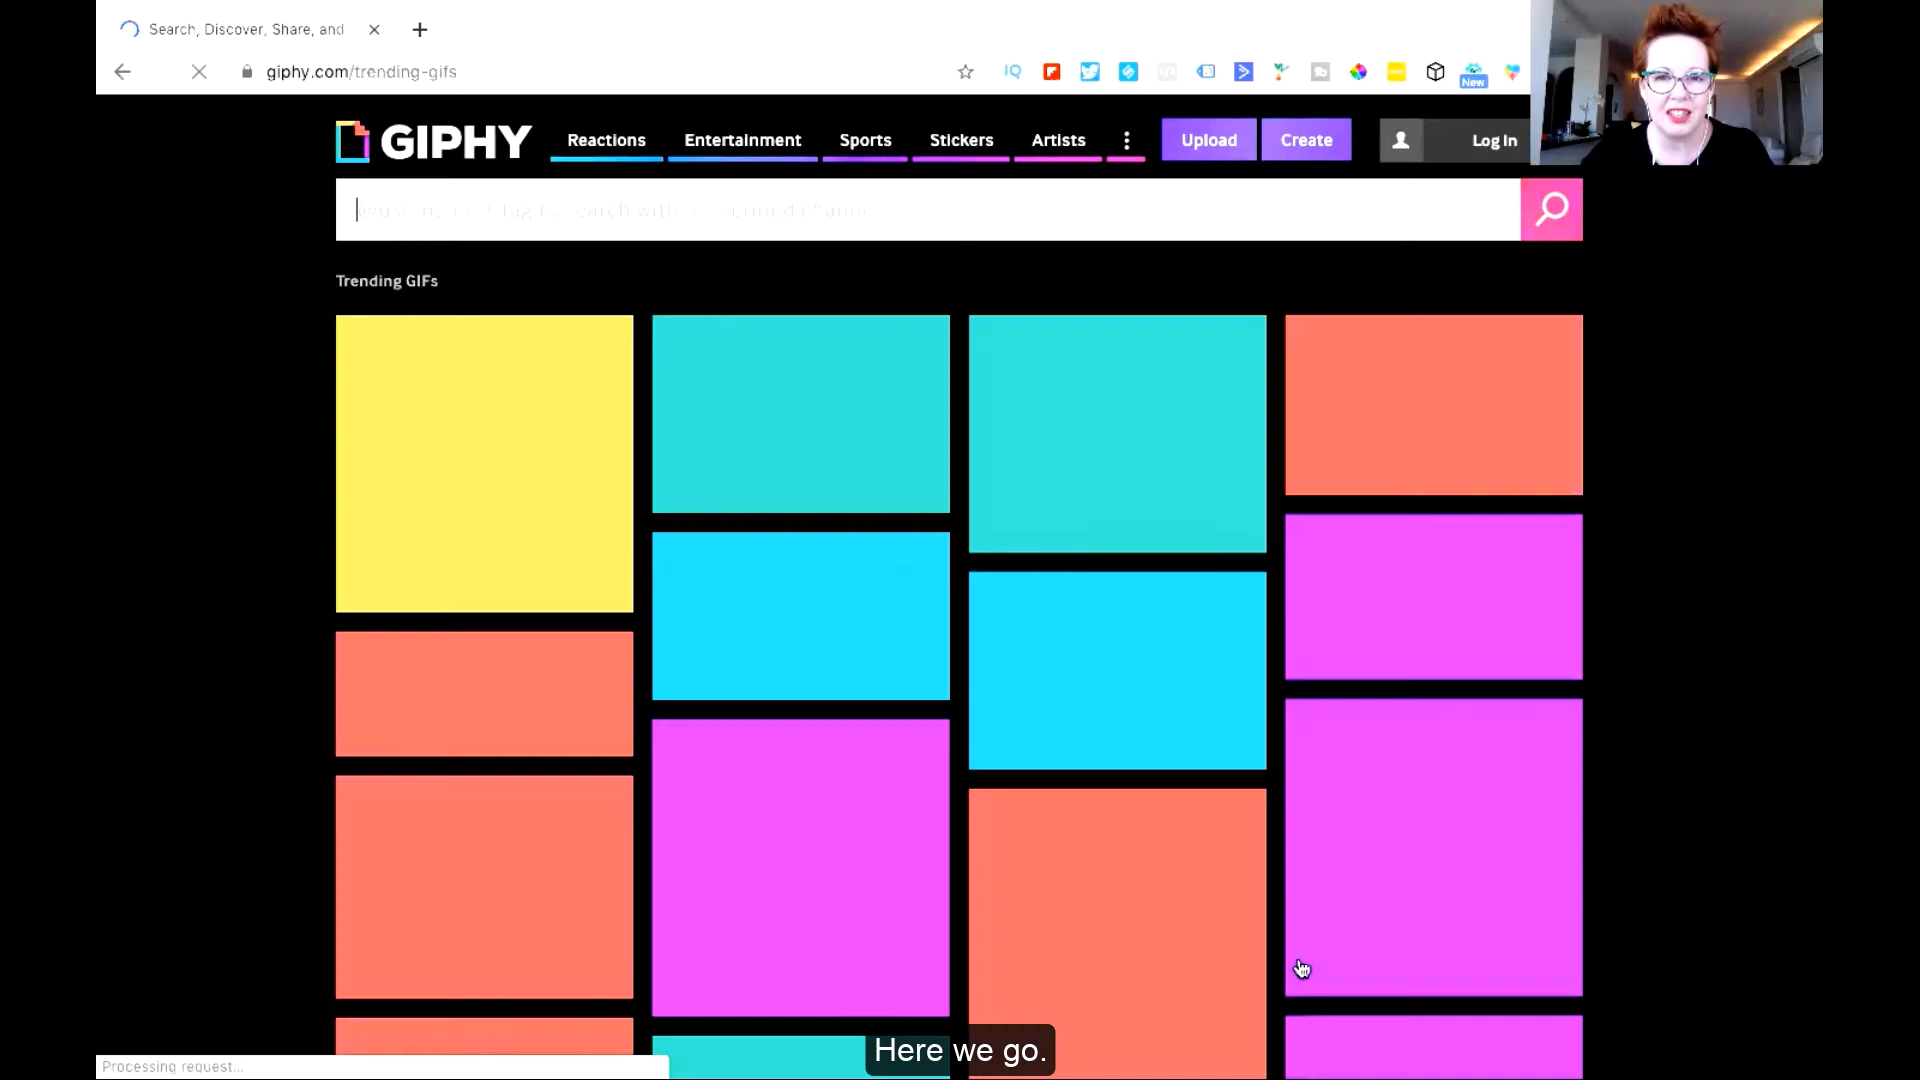 Search, Discover, Share, and
giphy.com/trending-gifs
IQ
New
GIPHY
Reactions
Entertainment
Sports
Stickers
Artists
Upload
Create
Log In
Trending GIFs
Here we go.
Processing request...